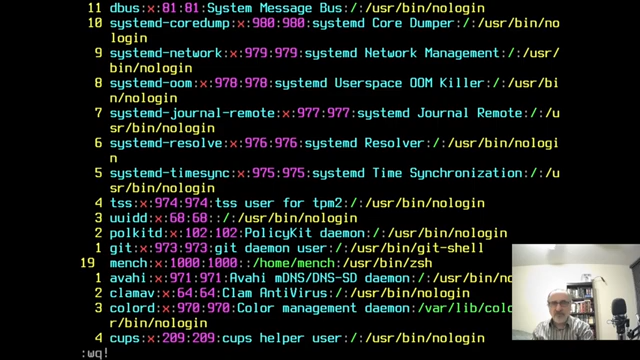 11 dbus:x:81:81:System Message Bus:/:/usr/bin/nologin
10 systemd-coredump:x:980:980:systemd Core Dumper:/:/usr/bin/no
login
9 systemd-network:x:979:979:systemd Network Management:/:/usr/
bin/nologin
8 systemd-oom:x:978:978:systemd Userspace OOM Killer:/:/usr/bi
n/nologin
7 systemd-journal-remote:x:977:977:systemd Journal Remote:/:/u
sr/bin/nologin
6 systemd-resolve:x:976:976:systemd Resolver:/:/usr/bin/nologi
n
5 systemd-timesync:x:975:975:systemd Time Synchronization:/:/u
sr/bin/nologin
4 tss:x:974:974:tss user for tpm2:/:/usr/bin/nologin
3 uuidd:x:68:68::/:/usr/bin/nologin
2 polkitd:x:102:102:PolicyKit daemon:/:/usr/bin/nologin
1 git:x:973:973:git daemon user:/:/usr/bin/git-shell
19 mench:x:1000:1000::/home/mench:/usr/bin/zsh
1 avahi:x:971:971:Avahi mDNS/DNS-SD daemon:/:/usr/bin/
2 clamav:x:64:64:Clam AntiVirus:/:/usr/bin/nologin
3 colord:x:970:970:Color management daemon:/var/lib/colo
r/bin/nologin
4 cups:x:209:209:cups helper user:/:/usr/bin/nologin
:wq!